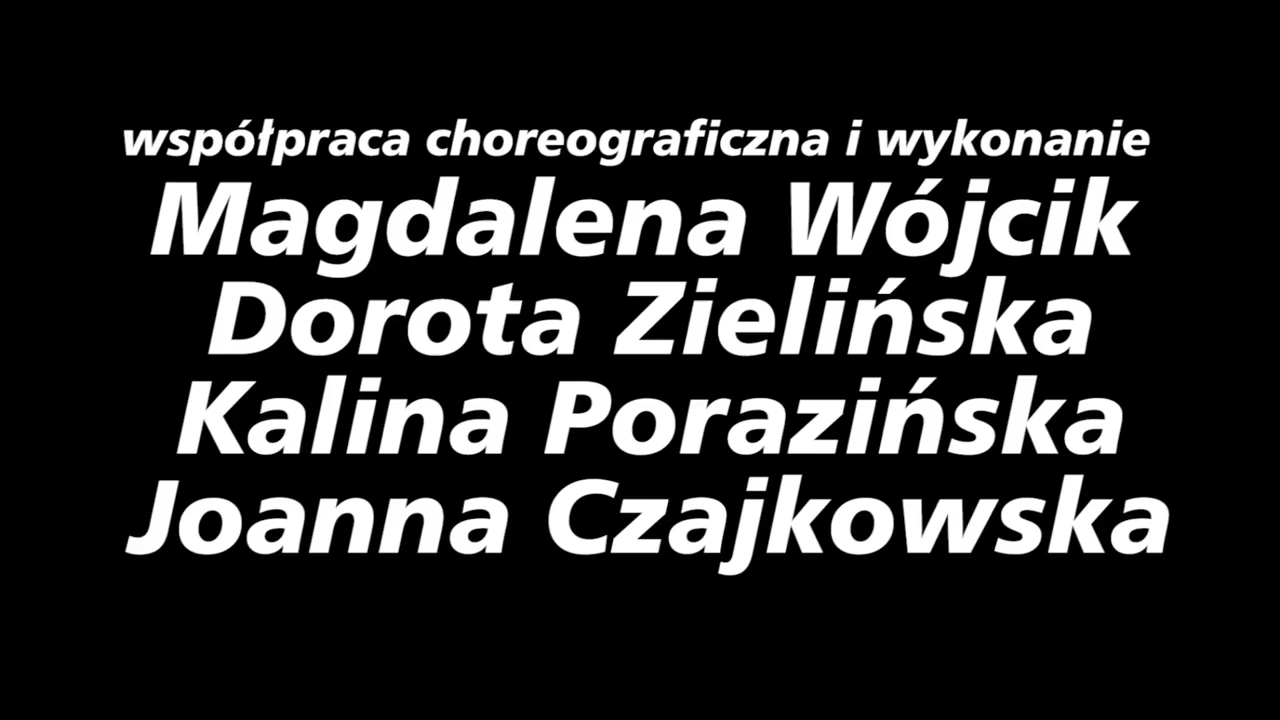 współpraca choreograficzna i wykonanie
Magdalena Wójcik
Dorota Zielińska
Kalina Porazińska
Joanna Czajkowska